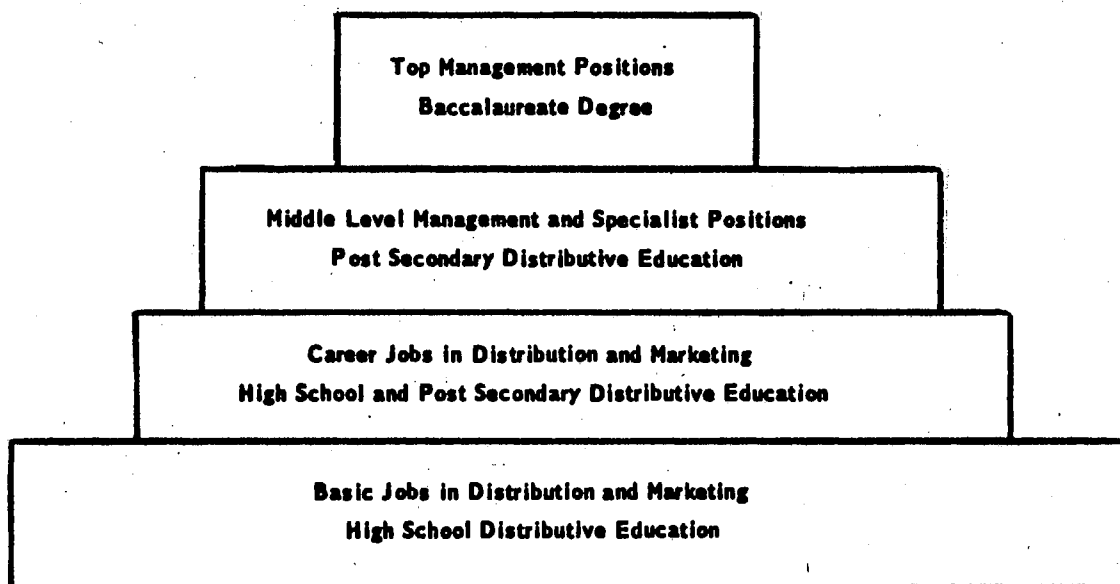 Top Management Positions
Baccalaureate Degree
Middle Level Management and Specialist Positions
Post Secondary Distributive Education
Career Jobs in Distribution and Marketing
High School and Post Secondary Distributive Education
Basic Jobs in Distribution and Marketing
High School Distributive Education